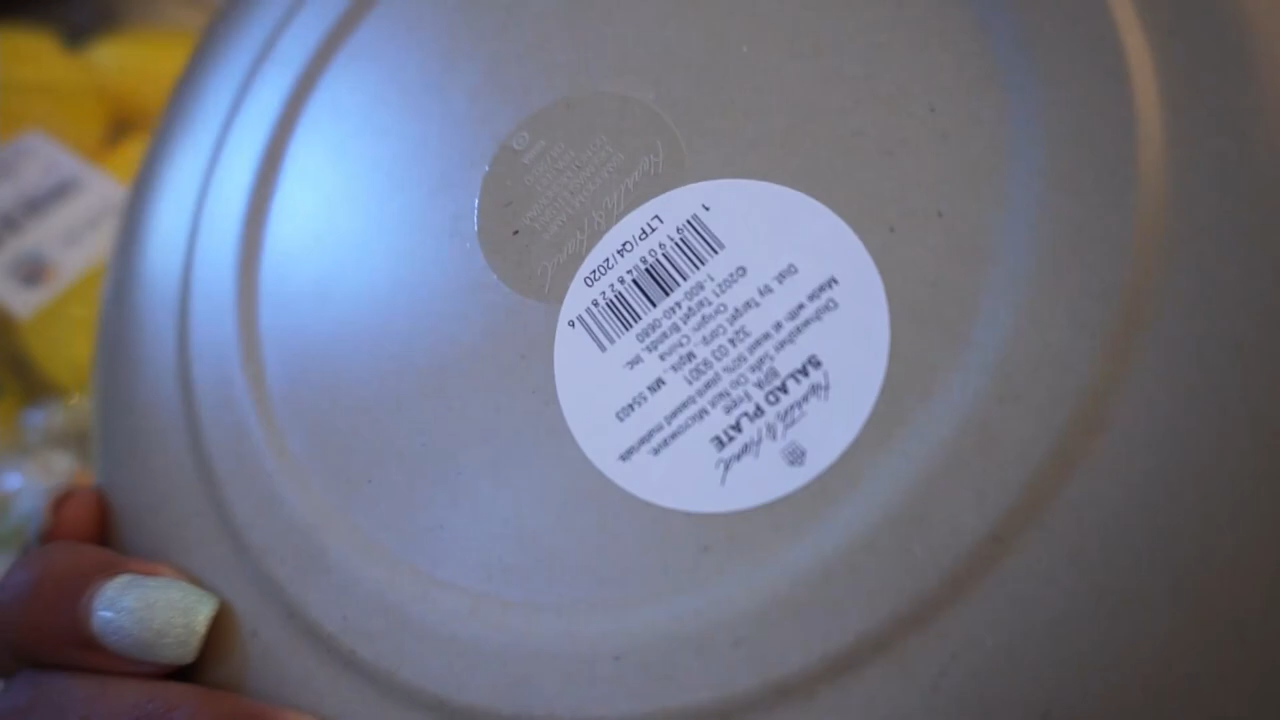 Hearth & Hand
SALAD PLATE
BPA Free
Dishwasher Safe. Do Not Microwave.
Made with at least 50% plant-based materials
324 03 9301
Dist. by Target Corp., Mpls., MN 55403
Origin: China
©2021 Target Brands, Inc.
1-800-440-0680
1 91908 48228 6
LTP/Q4/2020
Hearth & Hand